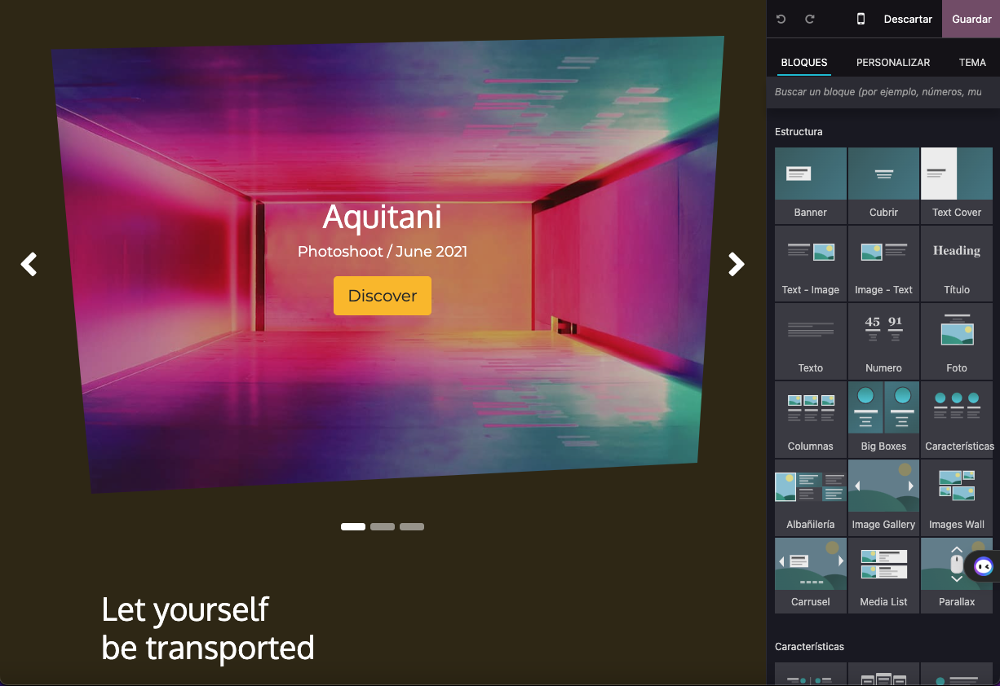 Descartar
Guardar
BLOQUES
PERSONALIZAR
TEMA
Buscar un bloque (por ejemplo, números, mu
Estructura
Banner
Cubrir
Text Cover
Heading
Text - Image
Image - Text
Título
45 91
Texto
Numero
Foto
Columnas
Big Boxes
Características
Albañilería
Image Gallery
Images Wall
Carrusel
Media List
Parallax
Características
Aquitani
Photoshoot / June 2021
Discover
Let yourself
be transported